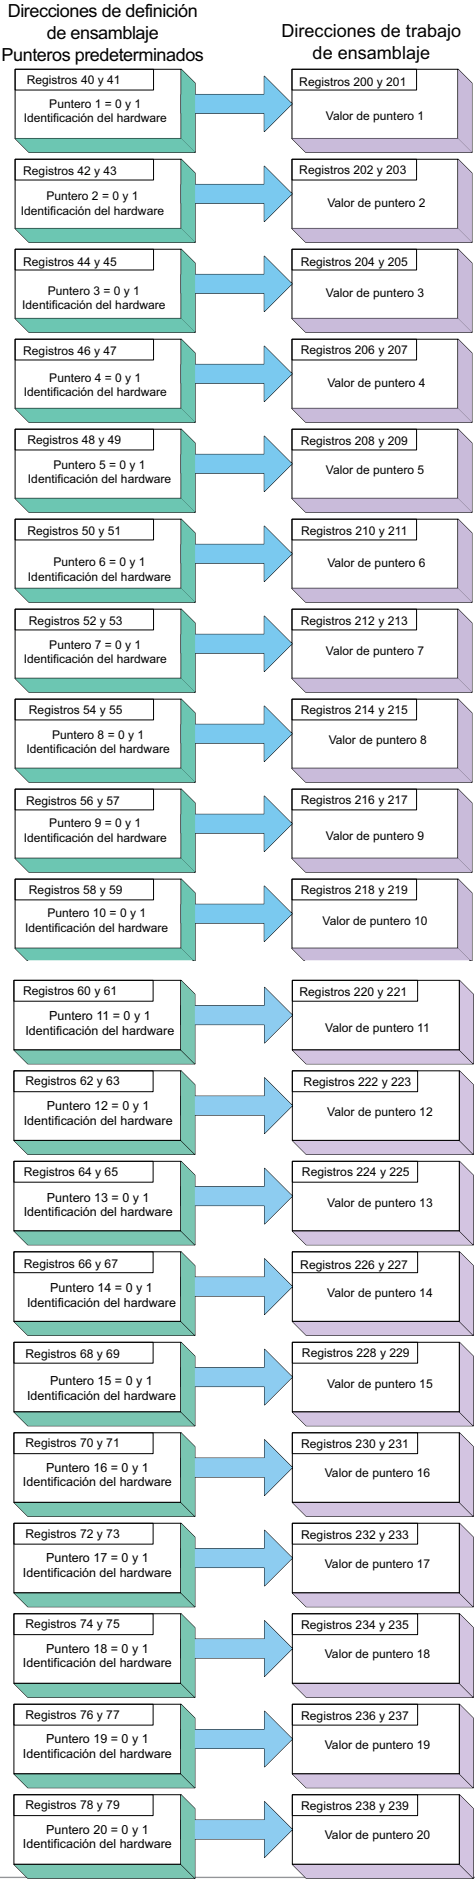 Direcciones de definición
de ensamblaje
Punteros predeterminados
Direcciones de trabajo
de ensamblaje
Registros 40 y 41
Puntero 1 = 0 y 1
Identificación del hardware
Registros 200 y 201
Valor de puntero 1
Registros 42 y 43
Puntero 2 = 0 y 1
Identificación del hardware
Registros 202 y 203
Valor de puntero 2
Registros 44 y 45
Puntero 3 = 0 y 1
Identificación del hardware
Registros 204 y 205
Valor de puntero 3
Registros 46 y 47
Puntero 4 = 0 y 1
Identificación del hardware
Registros 206 y 207
Valor de puntero 4
Registros 48 y 49
Puntero 5 = 0 y 1
Identificación del hardware
Registros 208 y 209
Valor de puntero 5
Registros 50 y 51
Puntero 6 = 0 y 1
Identificación del hardware
Registros 210 y 211
Valor de puntero 6
Registros 52 y 53
Puntero 7 = 0 y 1
Identificación del hardware
Registros 212 y 213
Valor de puntero 7
Registros 54 y 55
Puntero 8 = 0 y 1
Identificación del hardware
Registros 214 y 215
Valor de puntero 8
Registros 56 y 57
Puntero 9 = 0 y 1
Identificación del hardware
Registros 216 y 217
Valor de puntero 9
Registros 58 y 59
Puntero 10 = 0 y 1
Identificación del hardware
Registros 218 y 219
Valor de puntero 10
Registros 60 y 61
Puntero 11 = 0 y 1
Identificación del hardware
Registros 220 y 221
Valor de puntero 11
Registros 62 y 63
Puntero 12 = 0 y 1
Identificación del hardware
Registros 222 y 223
Valor de puntero 12
Registros 64 y 65
Puntero 13 = 0 y 1
Identificación del hardware
Registros 224 y 225
Valor de puntero 13
Registros 66 y 67
Puntero 14 = 0 y 1
Identificación del hardware
Registros 226 y 227
Valor de puntero 14
Registros 68 y 69
Puntero 15 = 0 y 1
Identificación del hardware
Registros 228 y 229
Valor de puntero 15
Registros 70 y 71
Puntero 16 = 0 y 1
Identificación del hardware
Registros 230 y 231
Valor de puntero 16
Registros 72 y 73
Puntero 17 = 0 y 1
Identificación del hardware
Registros 232 y 233
Valor de puntero 17
Registros 74 y 75
Puntero 18 = 0 y 1
Identificación del hardware
Registros 234 y 235
Valor de puntero 18
Registros 76 y 77
Puntero 19 = 0 y 1
Identificación del hardware
Registros 236 y 237
Valor de puntero 19
Registros 78 y 79
Puntero 20 = 0 y 1
Identificación del hardware
Registros 238 y 239
Valor de puntero 20